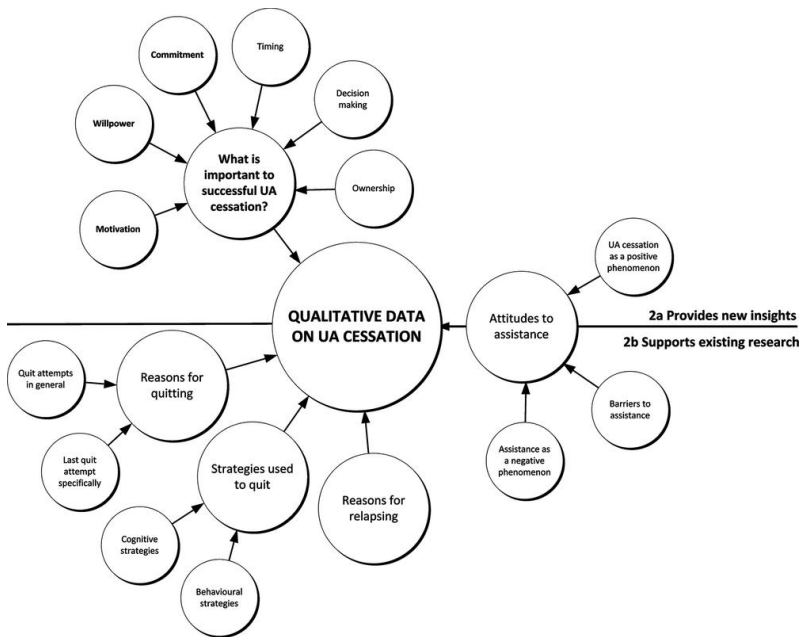 Commitment
Timing
Decision
making
Willpower
What is
important to
successful UA
cessation?
Ownership
Motivation
UA cessation
as a positive
phenomenon
QUALITATIVE DATA
ON UA CESSATION
Attitudes to
assistance
2a Provides new insights
2b Supports existing research
Quit attempts
in general
Reasons for
quitting
Barriers to
assistance
Last quit
attempt
specifically
Strategies used
to quit
Assistance as
a negative
phenomenon
Reasons for
relapsing
Cognitive
strategies
Behavioural
strategies